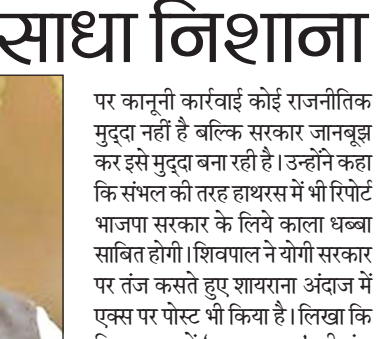 साधा निशाना
पर कानूनी कार्रवाई कोई राजनीतिक
मुद्दा नहीं है बल्कि सरकार जानबूझ
कर इसे मुद्दा बना रही है। उन्होंने कहा
कि संभल की तरह हाथरस में भी रिपोर्ट
भाजपा सरकार के लिये काला धब्बा
साबित होगी। शिवपाल ने योगी सरकार
पर तंज कसते हुए शायराना अंदाज में
एक्स पर पोस्ट भी किया है। लिखा कि